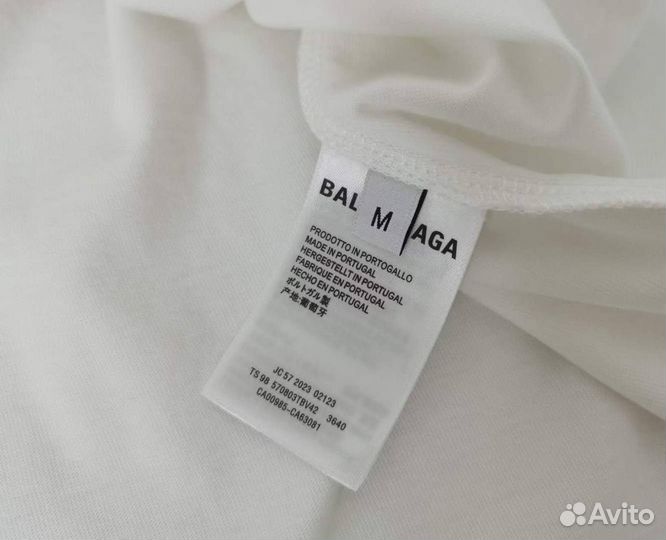 BAL M AGA
PRODOTTO IN PORTOGALLO
MADE IN PORTUGAL
HERGESTELLT IN PORTUGAL
FABRIQUE EN PORTUGAL
HECHO EN PORTUGAL
ポルトガル製
产地:葡萄牙
JC 57 2023 02123
TS 98 570803TBV42 3640
CA00985-CA63081
Avito